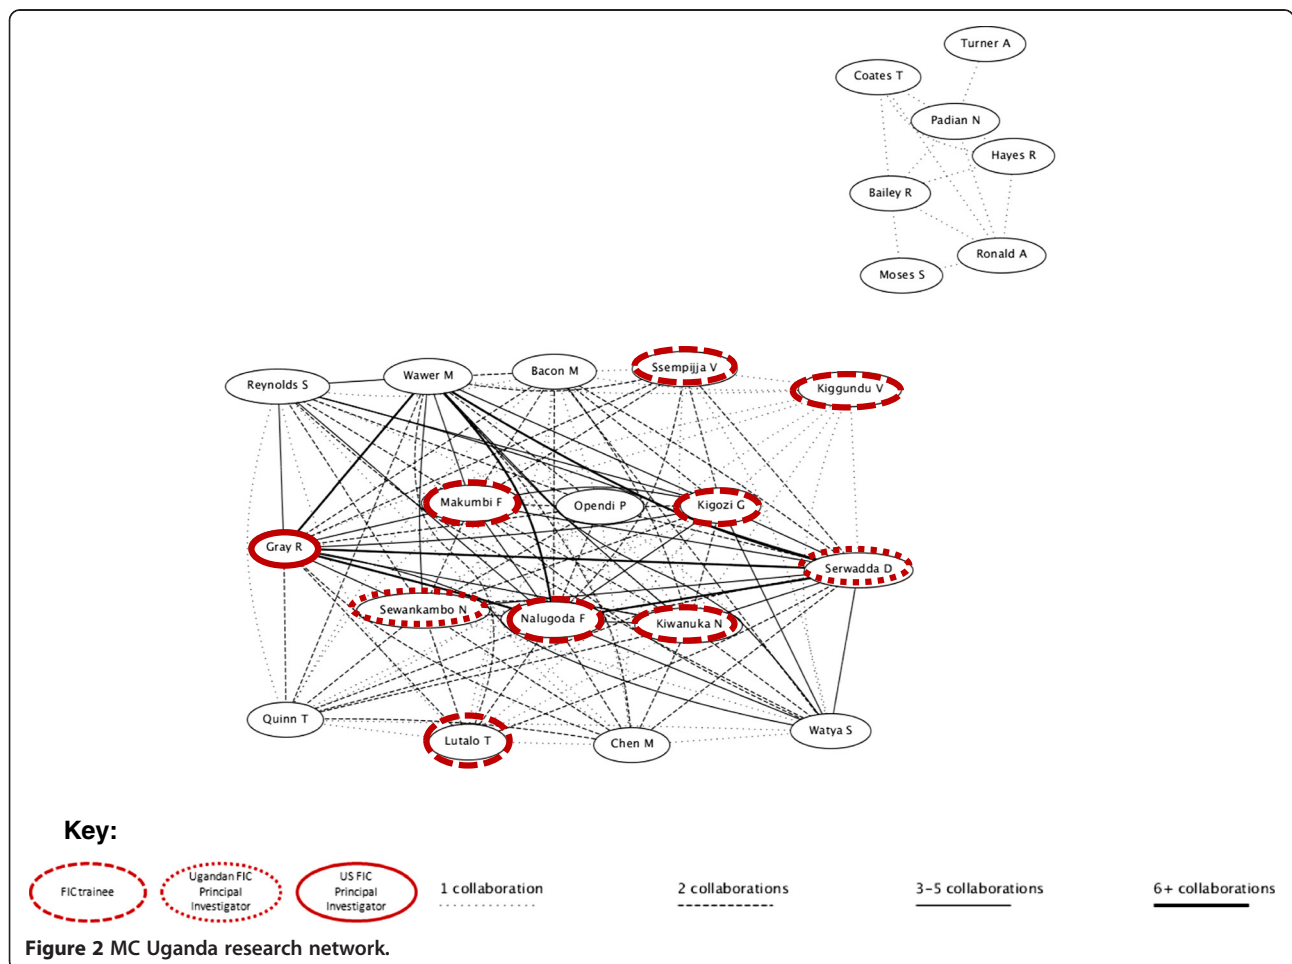 Turner A
Coates T
Padian N
Hayes R
Bailey R
Ronald A
Moses S
Ssempijja V
Bacon M
Wawer M
Reynolds S
Kiggundu V
Makumbi F
Opendi P
Kigozi G
Gray R
Serwadda D
Sewankambo N
Nalugoda F
Kiwanuka N
Quinn T
Lutalo T
Chen M
Watya S
Key:
FIC trainee
Ugandan FIC
Principal
Investigator
US FIC
Principal
Investigator
1 collaboration
2 collaborations
3-5 collaborations
6+ collaborations
Figure 2 MC Uganda research network.